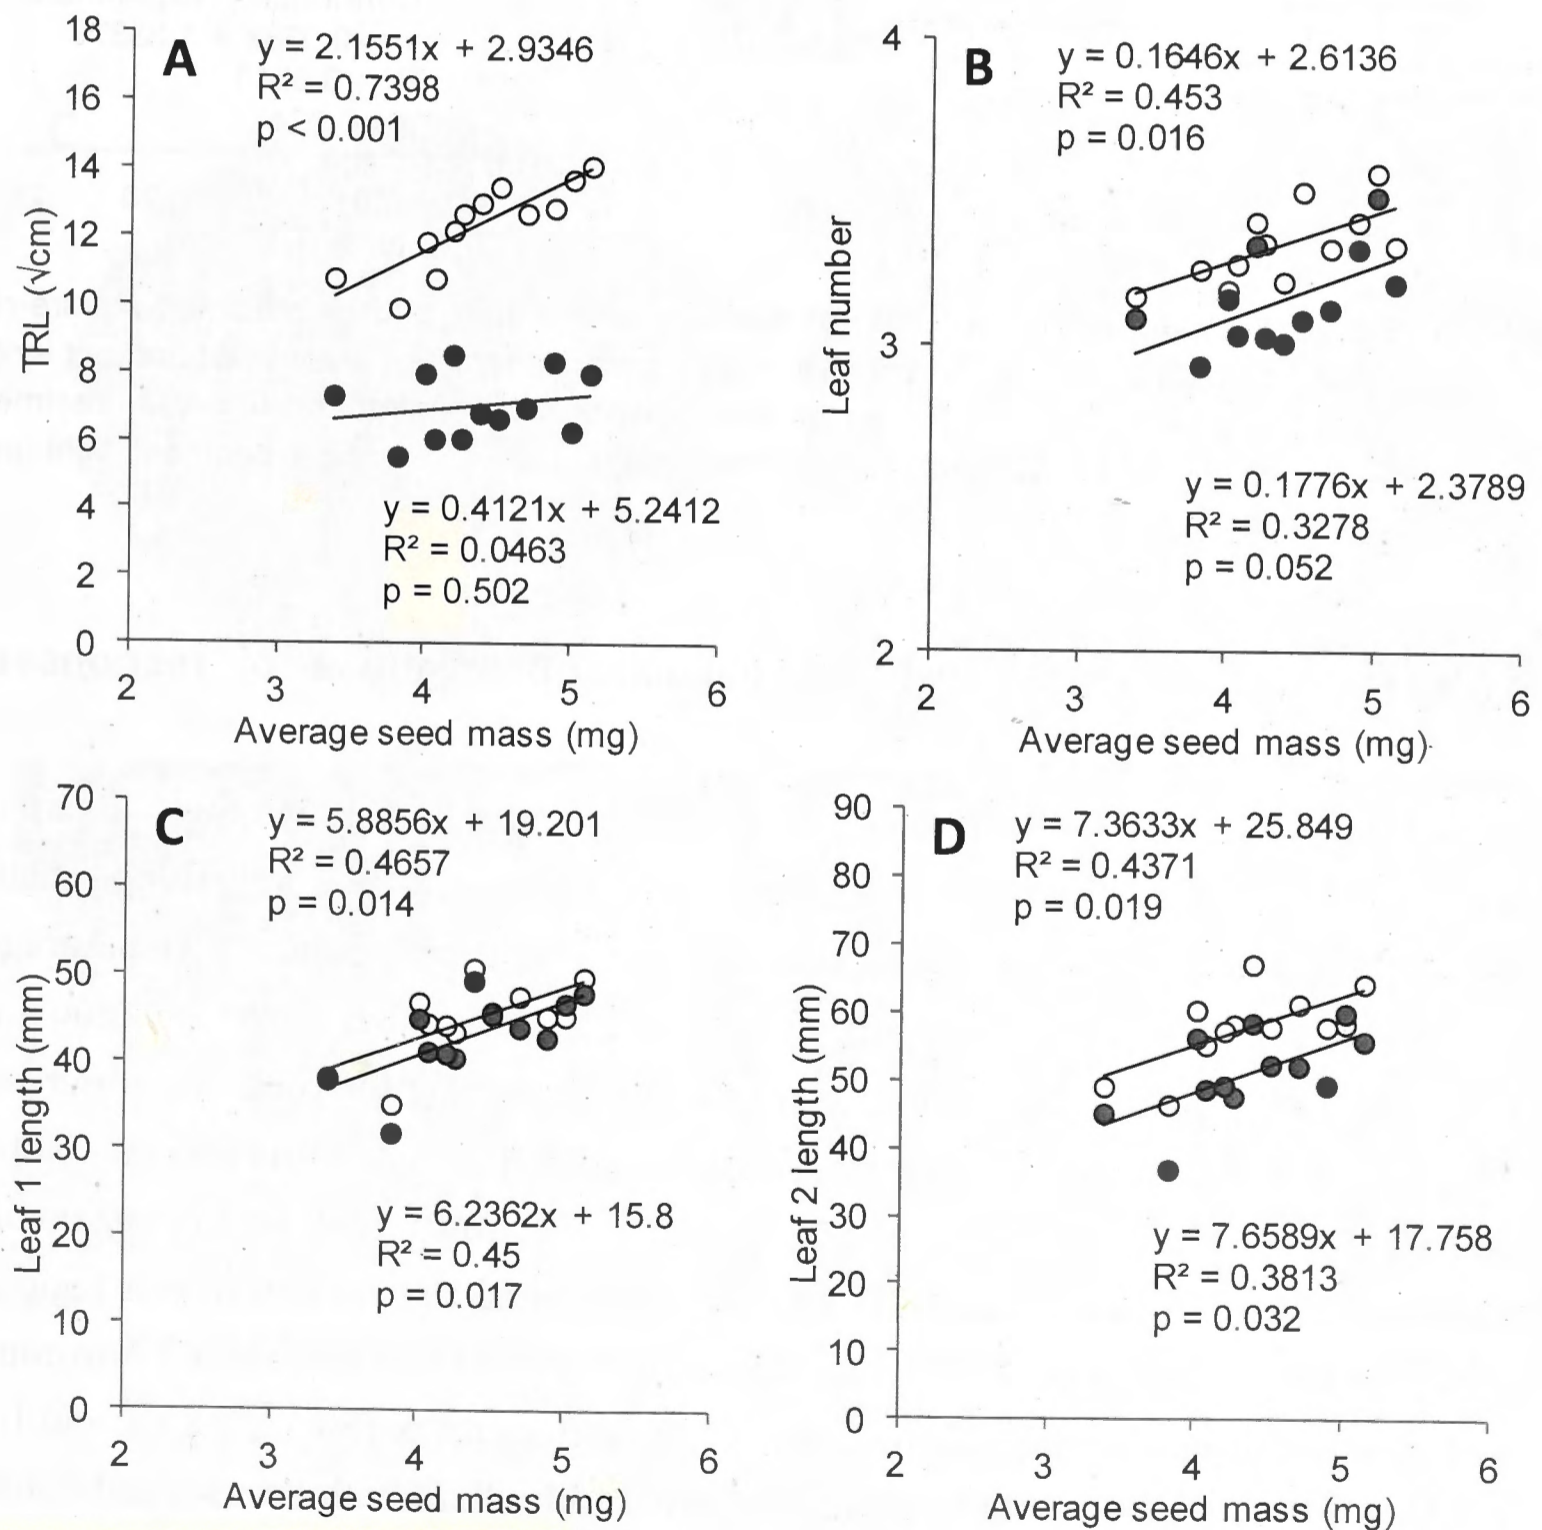 A
y = 2.1551x + 2.9346
R² = 0.7398
p < 0.001
18
16
14
12
10
8
6
4
2
0
TRL (√cm)
y = 0.4121x + 5.2412
R² = 0.0463
p = 0.502
2 3 4 5 6
Average seed mass (mg)
B
y = 0.1646x + 2.6136
R² = 0.453
p = 0.016
4
3
2
Leaf number
y = 0.1776x + 2.3789
R² = 0.3278
p = 0.052
2 3 4 5 6
Average seed mass (mg)
C
y = 5.8856x + 19.201
R² = 0.4657
p = 0.014
70
60
50
40
30
20
10
0
Leaf 1 length (mm)
y = 6.2362x + 15.8
R² = 0.45
p = 0.017
2 3 4 5 6
Average seed mass (mg)
D
y = 7.3633x + 25.849
R² = 0.4371
p = 0.019
90
80
70
60
50
40
30
20
10
0
Leaf 2 length (mm)
y = 7.6589x + 17.758
R² = 0.3813
p = 0.032
2 3 4 5 6
Average seed mass (mg)